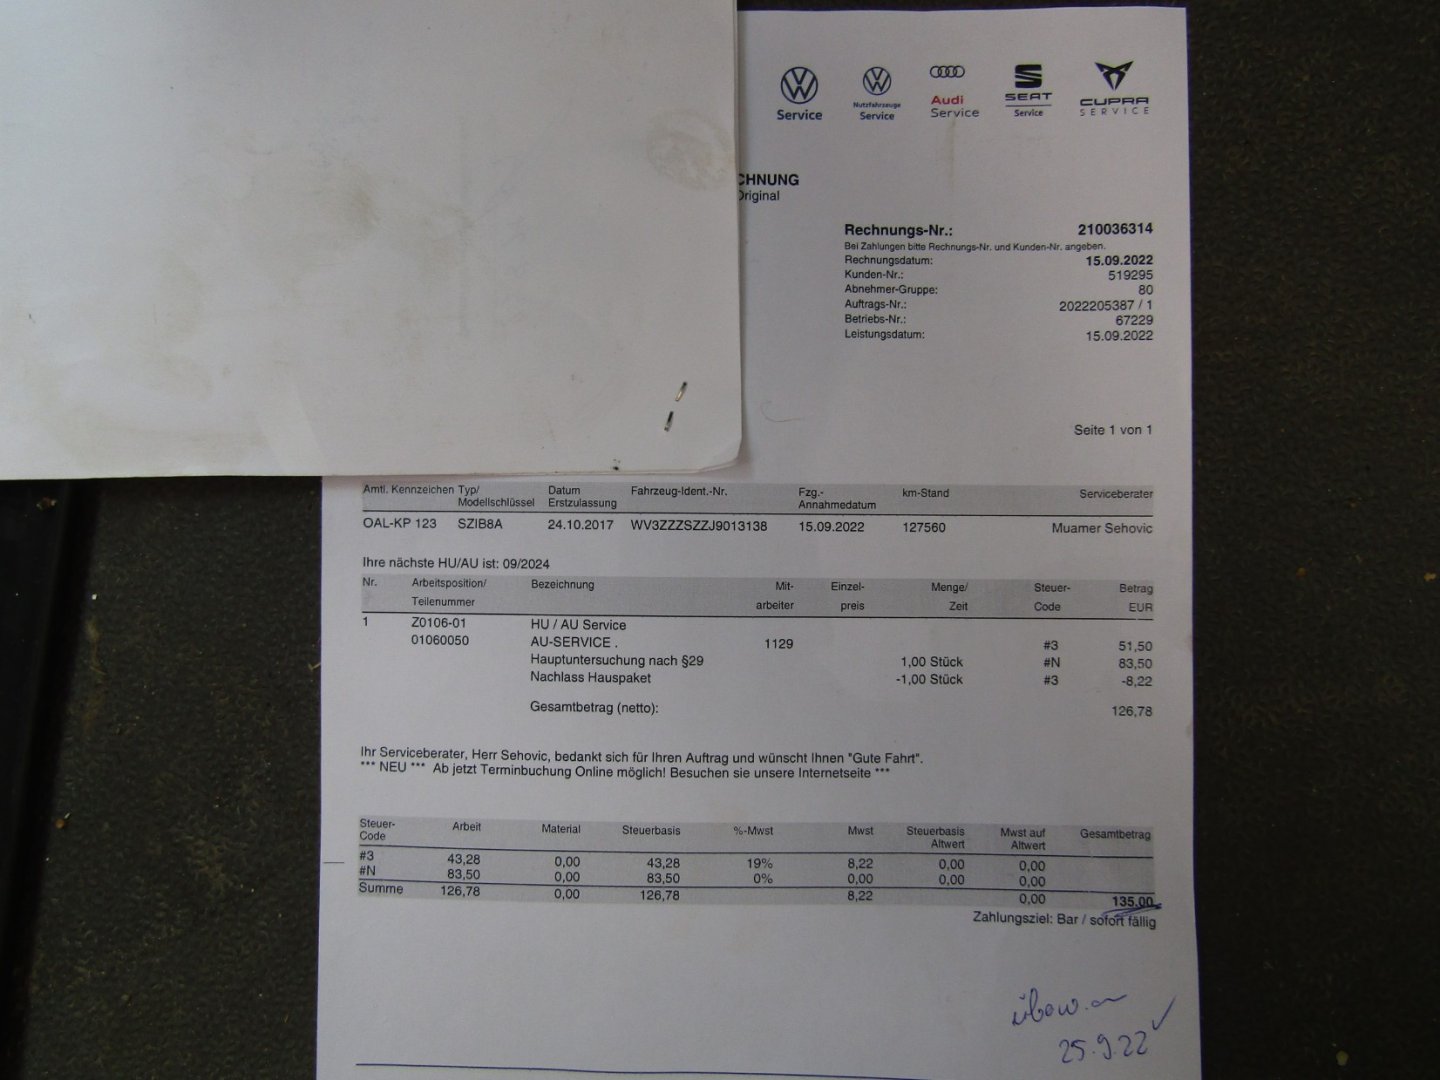 Service
Nutzfahrzeuge
Service
Audi
Service
SEAT
Service
CUPRA
SERVICE
CHNUNG
Original
Rechnungs-Nr.: 210036314
Bei Zahlungen bitte Rechnungs-Nr. und Kunden-Nr. angeben.
Rechnungsdatum: 15.09.2022
Kunden-Nr.: 519295
Abnehmer-Gruppe: 80
Auftrags-Nr.: 2022205387 / 1
Betriebs-Nr.: 67229
Leistungsdatum: 15.09.2022
Seite 1 von 1
Amtl. Kennzeichen Typ/ Datum Fahrzeug-Ident.-Nr. Fzg.- km-Stand Serviceberater
Modellschlüssel Erstzulassung Annahmedatum
OAL-KP 123 SZIB8A 24.10.2017 WV3ZZZSZZJ9013138 15.09.2022 127560 Muamer Sehovic
Ihre nächste HU/AU ist: 09/2024
Nr. Arbeitsposition/ Bezeichnung Mit- Einzel- Menge/ Steuer- Betrag
Teilenummer arbeiter preis Zeit Code EUR
1 Z0106-01 HU / AU Service
01060050 AU-SERVICE . 1129 #3 51,50
Hauptuntersuchung nach §29 1,00 Stück #N 83,50
Nachlass Hauspaket -1,00 Stück #3 -8,22
Gesamtbetrag (netto): 126,78
Ihr Serviceberater, Herr Sehovic, bedankt sich für Ihren Auftrag und wünscht Ihnen "Gute Fahrt".
*** NEU *** Ab jetzt Terminbuchung Online möglich! Besuchen sie unsere Internetseite ***
Steuer- Arbeit Material Steuerbasis %-Mwst Mwst Steuerbasis Mwst auf Gesamtbetrag
Code Altwert Altwert
#3 43,28 0,00 43,28 19% 8,22 0,00 0,00
#N 83,50 0,00 83,50 0% 0,00 0,00 0,00
Summe 126,78 0,00 126,78 8,22 0,00 135,00
Zahlungsziel: Bar / sofort fällig
25.9.22